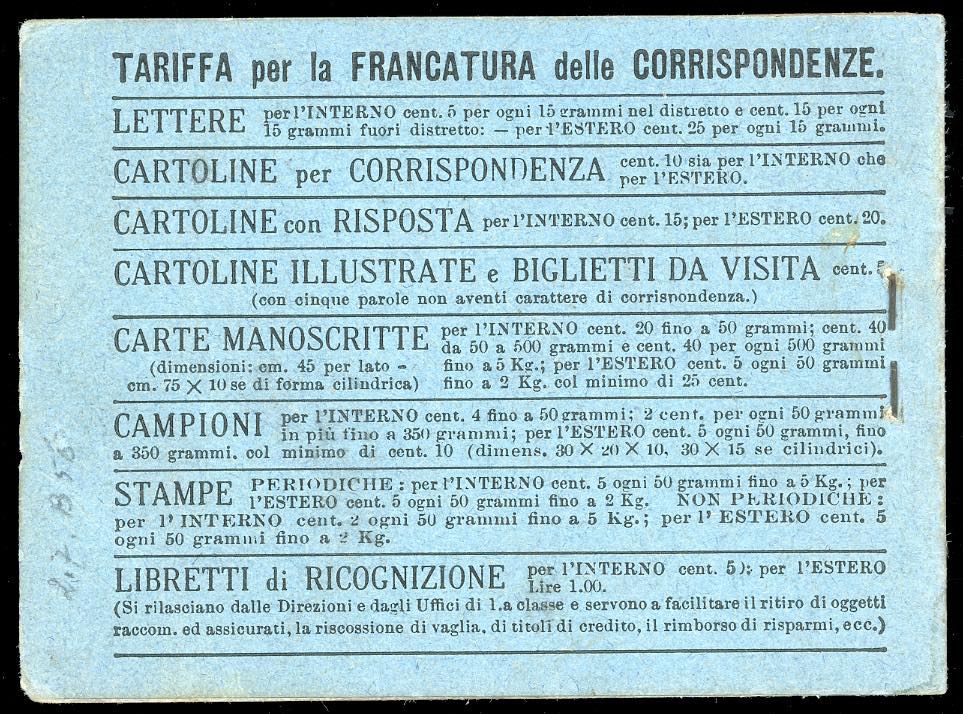 TARIFFA per la FRANCATURA delle CORRISPONDENZE.
LETTERE per l'INTERNO cent. 5 per ogni 15 grammi nel distretto e cent. 15 per ogni
15 grammi fuori distretto: — per l'ESTERO cent. 25 per ogni 15 grammi.
CARTOLINE per CORRISPONDENZA cent. 10 sia per l'INTERNO che
per l'ESTERO.
CARTOLINE con RISPOSTA per l'INTERNO cent. 15; per l'ESTERO cent. 20.
CARTOLINE ILLUSTRATE e BIGLIETTI DA VISITA cent. 5
(con cinque parole non aventi carattere di corrispondenza.)
CARTE MANOSCRITTE per l'INTERNO cent. 20 fino a 50 grammi; cent. 40
da 50 a 500 grammi e cent. 40 per ogni 500 grammi
(dimensioni: cm. 45 per lato - fino a 5 Kg.; per l'ESTERO cent. 5 ogni 50 grammi
cm. 75 X 10 se di forma cilindrica) fino a 2 Kg. col minimo di 25 cent.
CAMPIONI per l'INTERNO cent. 4 fino a 50 grammi; 2 cent. per ogni 50 grammi
in più fino a 350 grammi; per l'ESTERO cent. 5 ogni 50 grammi, fino
a 350 grammi. col minimo di cent. 10 (dimens. 30 X 20 X 10, 30 X 15 se cilindrici).
STAMPE PERIODICHE: per l'INTERNO cent. 5 ogni 50 grammi fino a 5 Kg.; per
l'ESTERO cent. 5 ogni 50 grammi fino a 2 Kg. NON PERIODICHE:
per l' INTERNO cent. 2 ogni 50 grammi fino a 5 Kg.; per l' ESTERO cent. 5
ogni 50 grammi fino a 2 Kg.
LIBRETTI di RICOGNIZIONE per l'INTERNO cent. 50: per l'ESTERO
Lire 1.00.
(Si rilasciano dalle Direzioni e dagli Uffici di 1.a classe e servono a facilitare il ritiro di oggetti
raccom. ed assicurati, la riscossione di vaglia, di titoli di credito, il rimborso di risparmi, ecc.)